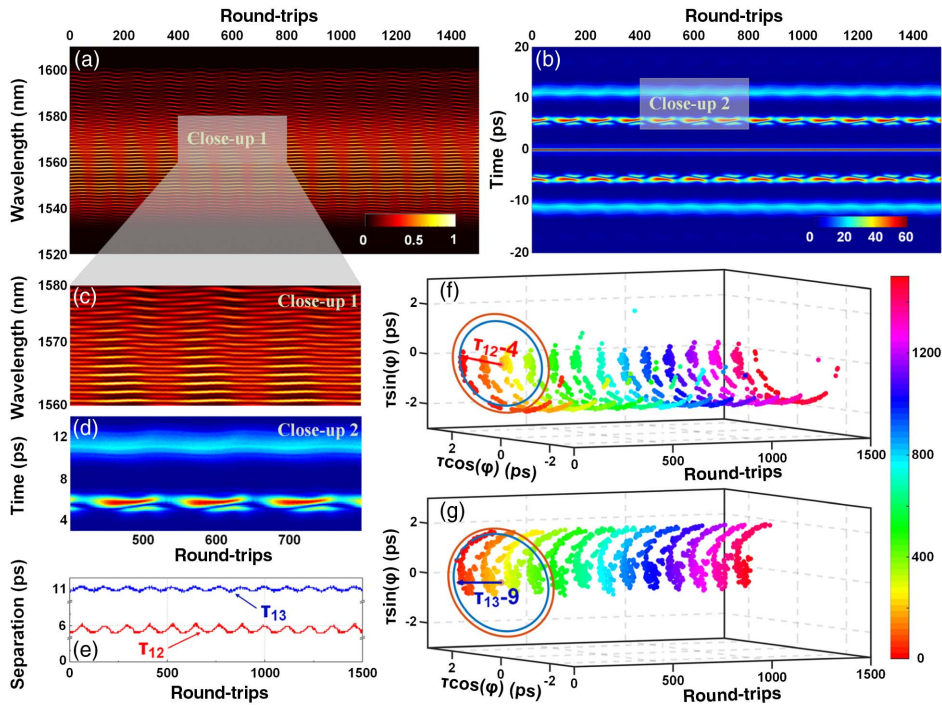 Round-trips
0 200 400 600 800 1000 1200 1400
(a)
Close-up 1
Wavelength (nm)
1600
1580
1560
1540
1520
0 0.5 1
Round-trips
0 200 400 600 800 1000 1200 1400
(b)
Close-up 2
Time (ps)
20
10
0
-10
-20
0 20 40 60
(c)
Close-up 1
Wavelength (nm)
1580
1570
1560
(d)
Close-up 2
Time (ps)
12
8
4
500 600 700
Round-trips
Separation (ps)
11
6
0
τ13
τ12
(e)
0 500 1000 1500
Round-trips
(f)
τ12-4
τsin(φ) (ps)
2
0
-2
2 0 -2
τcos(φ) (ps)
0 500 1000 1500
Round-trips
(g)
τ13-9
τsin(φ) (ps)
2
0
-2
2 0 -2
τcos(φ) (ps)
0 500 1000 1500
Round-trips
1200
800
400
0